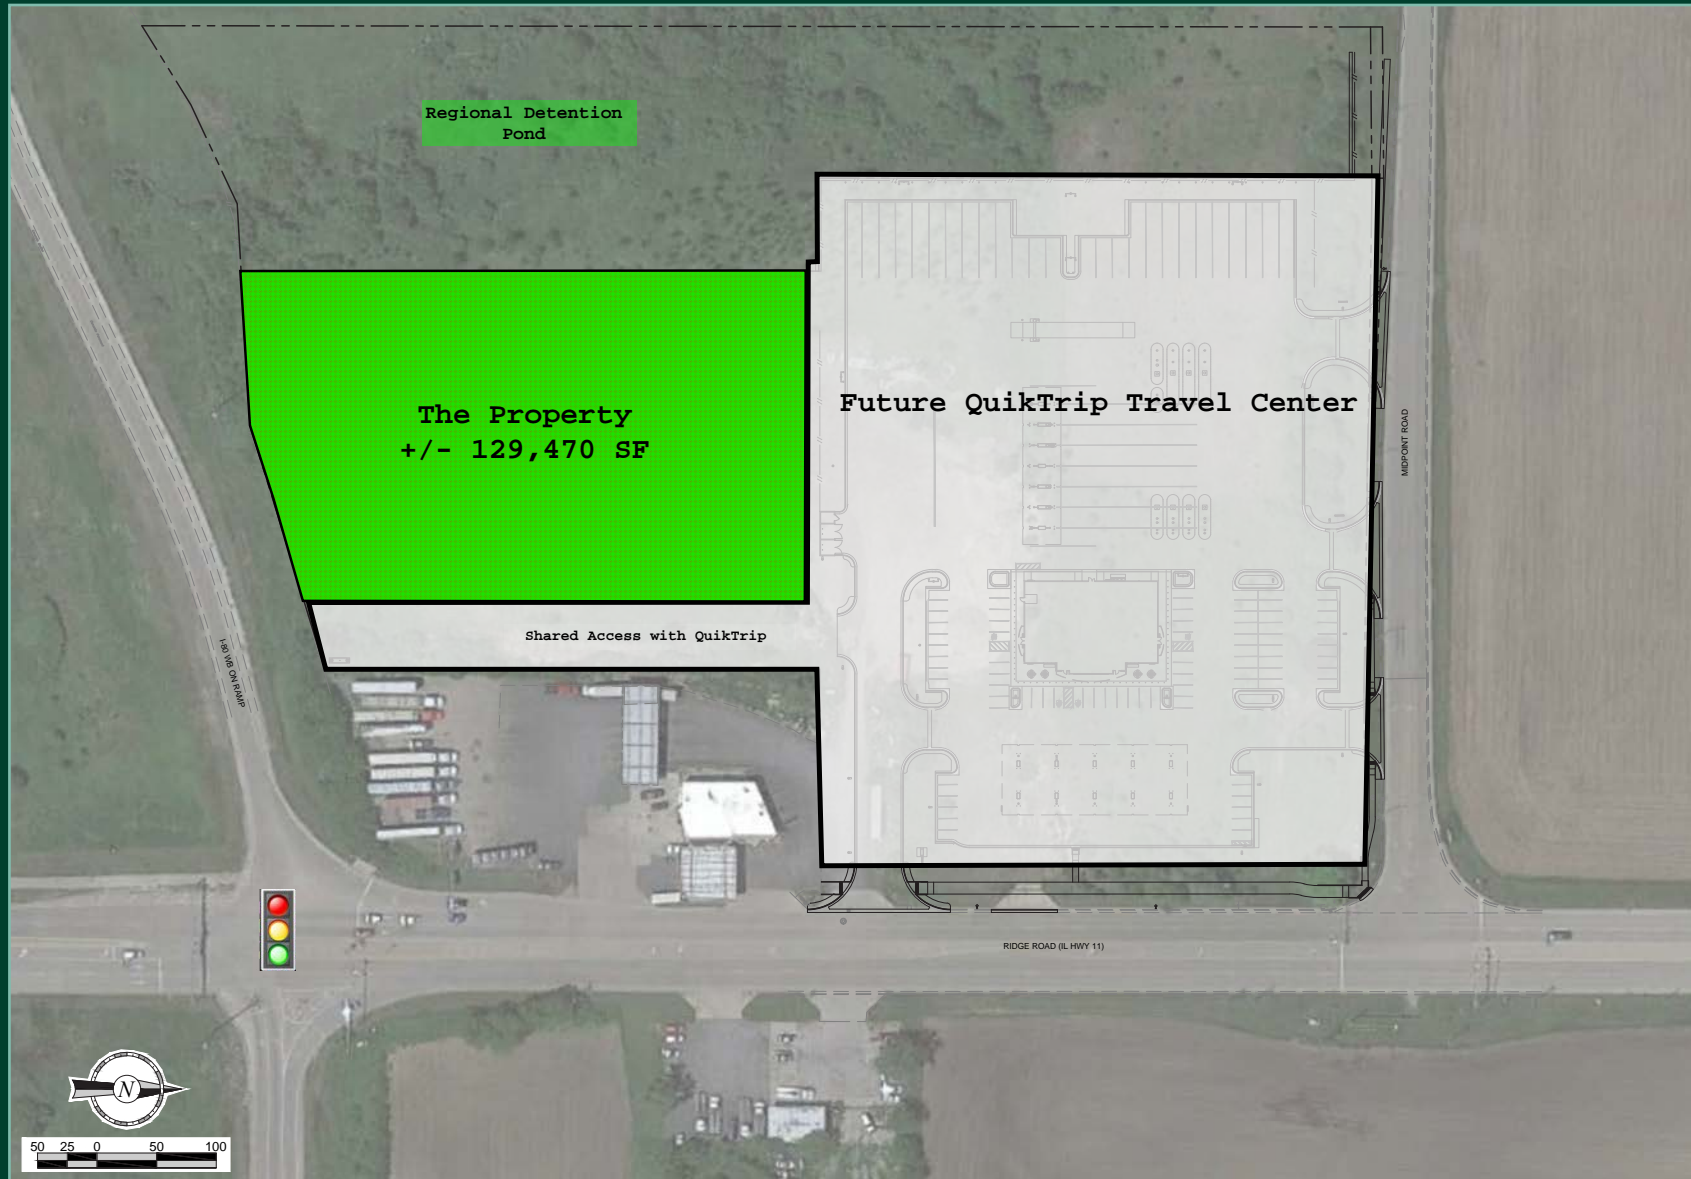 Regional Detention
Pond
The Property
+/- 129,470 SF
Future QuikTrip Travel Center
MIDPOINT ROAD
Shared Access with QuikTrip
I-80 WB ON RAMP
RIDGE ROAD (IL HWY 11)
N
50 25 0 50 100